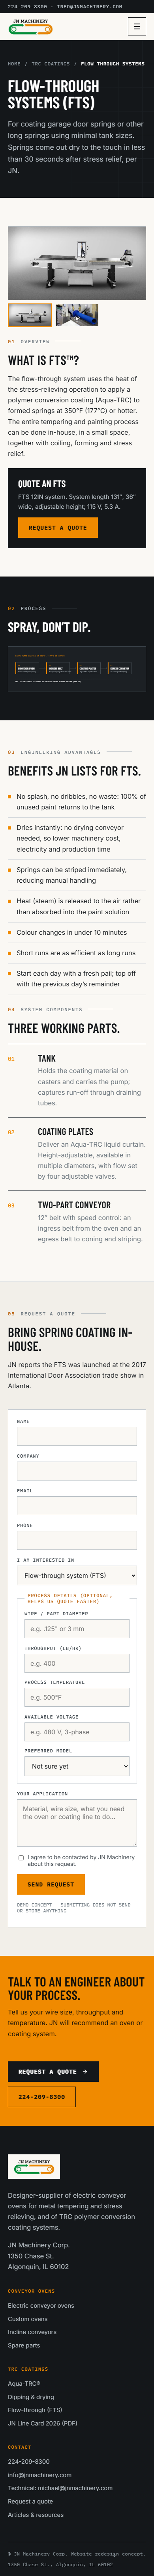 224-209-8300 · INFO@JNMACHINERY.COM
JN MACHINERY
HOME / TRC COATINGS / FLOW-THROUGH SYSTEMS
FLOW-THROUGH
SYSTEMS (FTS)
For coating garage door springs or other
long springs using minimal tank sizes.
Springs come out dry to the touch in less
than 30 seconds after stress relief, per
JN.
01 OVERVIEW
WHAT IS FTS™?
The flow-through system uses the heat of
the stress-relieving operation to apply a
polymer conversion coating (Aqua-TRC) to
heated springs at 350°F (177°C) or hotter.
The entire tempering and painting process
can be done in-house, in a small space,
together with coiling, forming and stress
relief.
QUOTE AN FTS
FTS 12IN system. System length 131″, 36″
wide, adjustable height; 115 V, 5.3 A.
REQUEST A QUOTE
02 PROCESS
SPRAY, DON'T DIP.
03 ENGINEERING ADVANTAGES
BENEFITS JN LISTS FOR FTS.
No splash, no dribbles, no waste: 100% of
unused paint returns to the tank
Dries instantly: no drying conveyor
needed, so lower machinery cost,
electricity and production time
Springs can be striped immediately,
reducing manual handling
Heat (steam) is released to the air rather
than absorbed into the paint solution
Colour changes in under 10 minutes
Short runs are as efficient as long runs
Start each day with a fresh pail; top off
with the previous day's remainder
04 SYSTEM COMPONENTS
THREE WORKING PARTS.
01 TANK
Holds the coating material on
casters and carries the pump;
captures run-off through draining
tubes.
02 COATING PLATES
Deliver an Aqua-TRC liquid curtain.
Height-adjustable, available in
multiple diameters, with flow set
by four adjustable valves.
03 TWO-PART CONVEYOR
12″ belt with speed control: an
ingress belt from the oven and an
egress belt to coning and striping.
05 REQUEST A QUOTE
BRING SPRING COATING IN-
HOUSE.
JN reports the FTS was launched at the 2017
International Door Association trade show in
Atlanta.
NAME
COMPANY
EMAIL
PHONE
I AM INTERESTED IN
Flow-through system (FTS)
PROCESS DETAILS (OPTIONAL,
HELPS US QUOTE FASTER)
WIRE / PART DIAMETER
e.g. .125" or 3 mm
THROUGHPUT (LB/HR)
e.g. 400
PROCESS TEMPERATURE
e.g. 500°F
AVAILABLE VOLTAGE
e.g. 480 V, 3-phase
PREFERRED MODEL
Not sure yet
YOUR APPLICATION
Material, wire size, what you need
the oven or coating line to do...
I agree to be contacted by JN Machinery
about this request.
SEND REQUEST
DEMO CONCEPT · SUBMITTING DOES NOT SEND
OR STORE ANYTHING
TALK TO AN ENGINEER ABOUT
YOUR PROCESS.
Tell us your wire size, throughput and
temperature. JN will recommend an oven or
coating system.
REQUEST A QUOTE →
224-209-8300
JN MACHINERY
Designer-supplier of electric conveyor
ovens for metal tempering and stress
relieving, and of TRC polymer conversion
coating systems.
JN Machinery Corp.
1350 Chase St.
Algonquin, IL 60102
CONVEYOR OVENS
Electric conveyor ovens
Custom ovens
Incline conveyors
Spare parts
TRC COATINGS
Aqua-TRC®
Dipping & drying
Flow-through (FTS)
JN Line Card 2026 (PDF)
CONTACT
224-209-8300
info@jnmachinery.com
Technical: michael@jnmachinery.com
Request a quote
Articles & resources
© JN Machinery Corp. Website redesign concept.
1350 Chase St., Algonquin, IL 60102